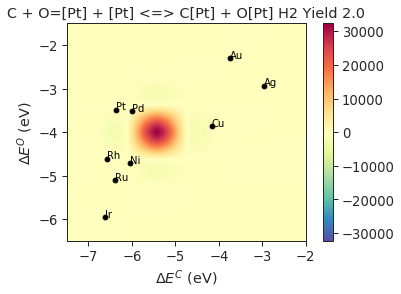 C + O=[Pt] + [Pt] <=> C[Pt] + O[Pt] H2 Yield 2.0
−2
−3
−4
−5
−6
ΔE^O (eV)
Au
Ag
Pt
Pd
Cu
Rh
Ni
Ru
Ir
−7
−6
−5
−4
−3
−2
ΔE^C (eV)
30000
20000
10000
0
−10000
−20000
−30000